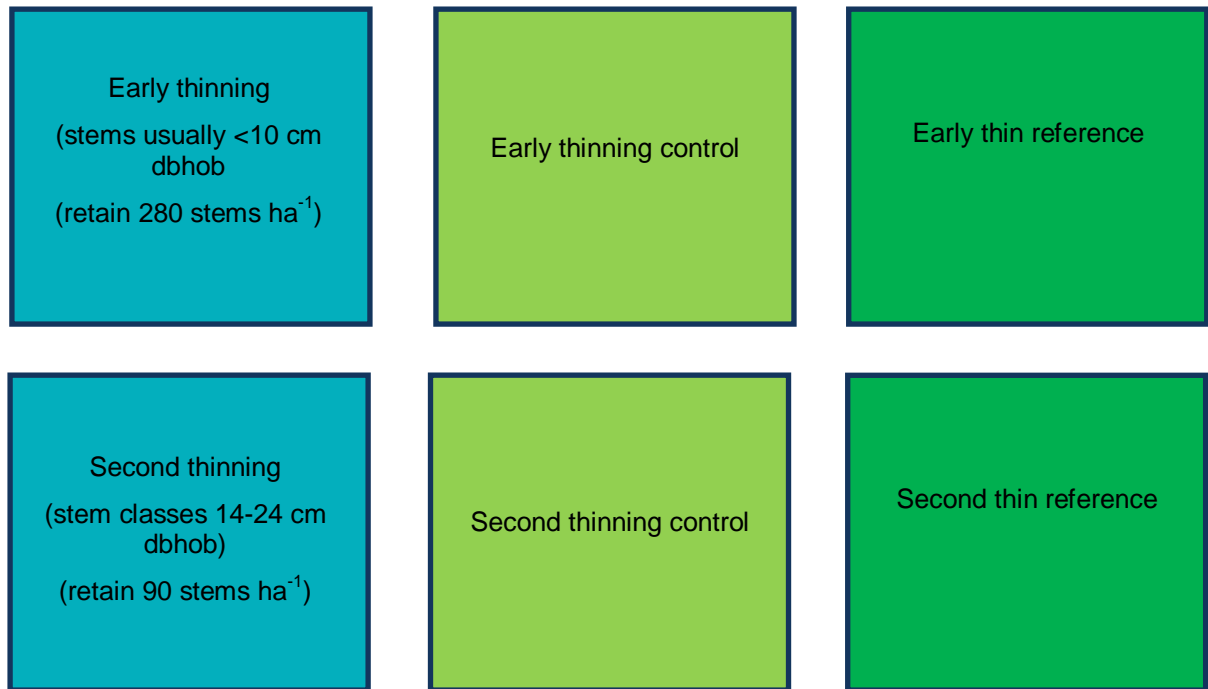 Early thinning
(stems usually <10 cm
dbhob
(retain 280 stems ha⁻¹)
Early thinning control
Early thin reference
Second thinning
(stem classes 14-24 cm
dbhob)
(retain 90 stems ha⁻¹)
Second thinning control
Second thin reference